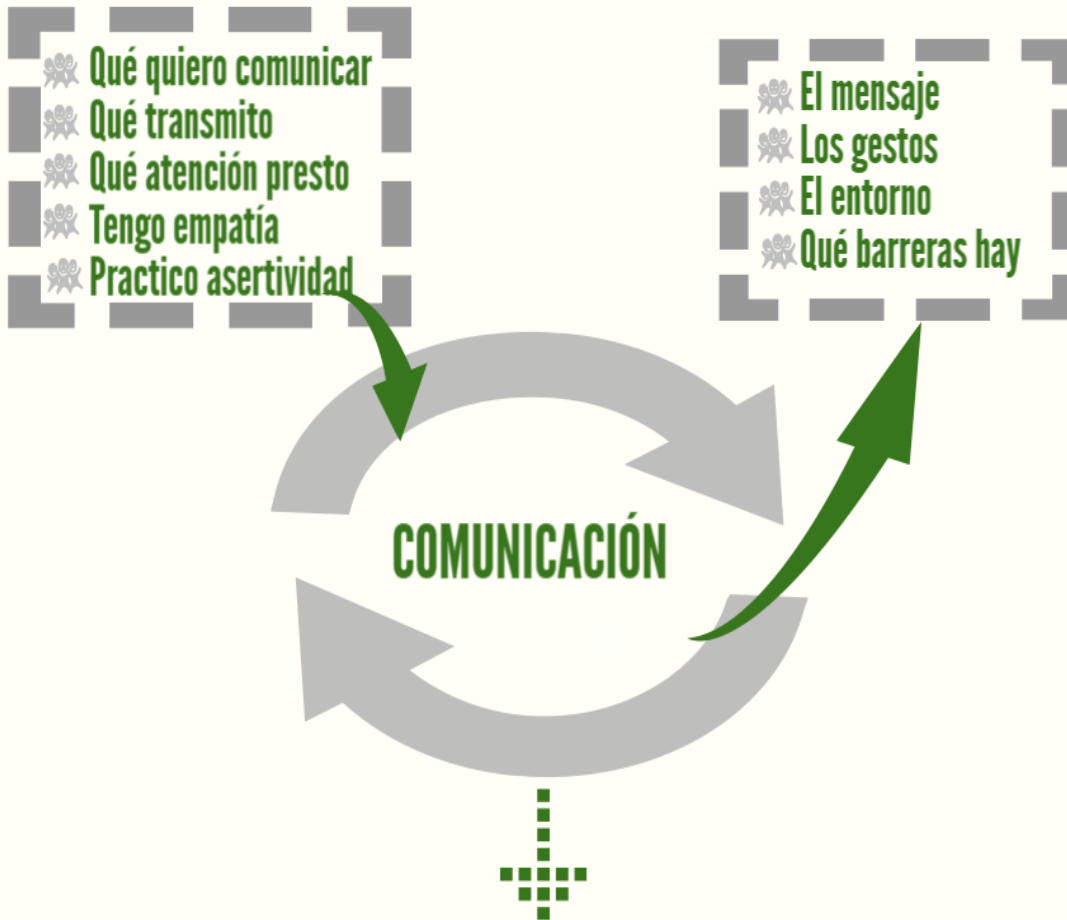 Qué quiero comunicar
Qué transmito
Qué atención presto
Tengo empatía
Practico asertividad
El mensaje
Los gestos
El entorno
Qué barreras hay
COMUNICACIÓN